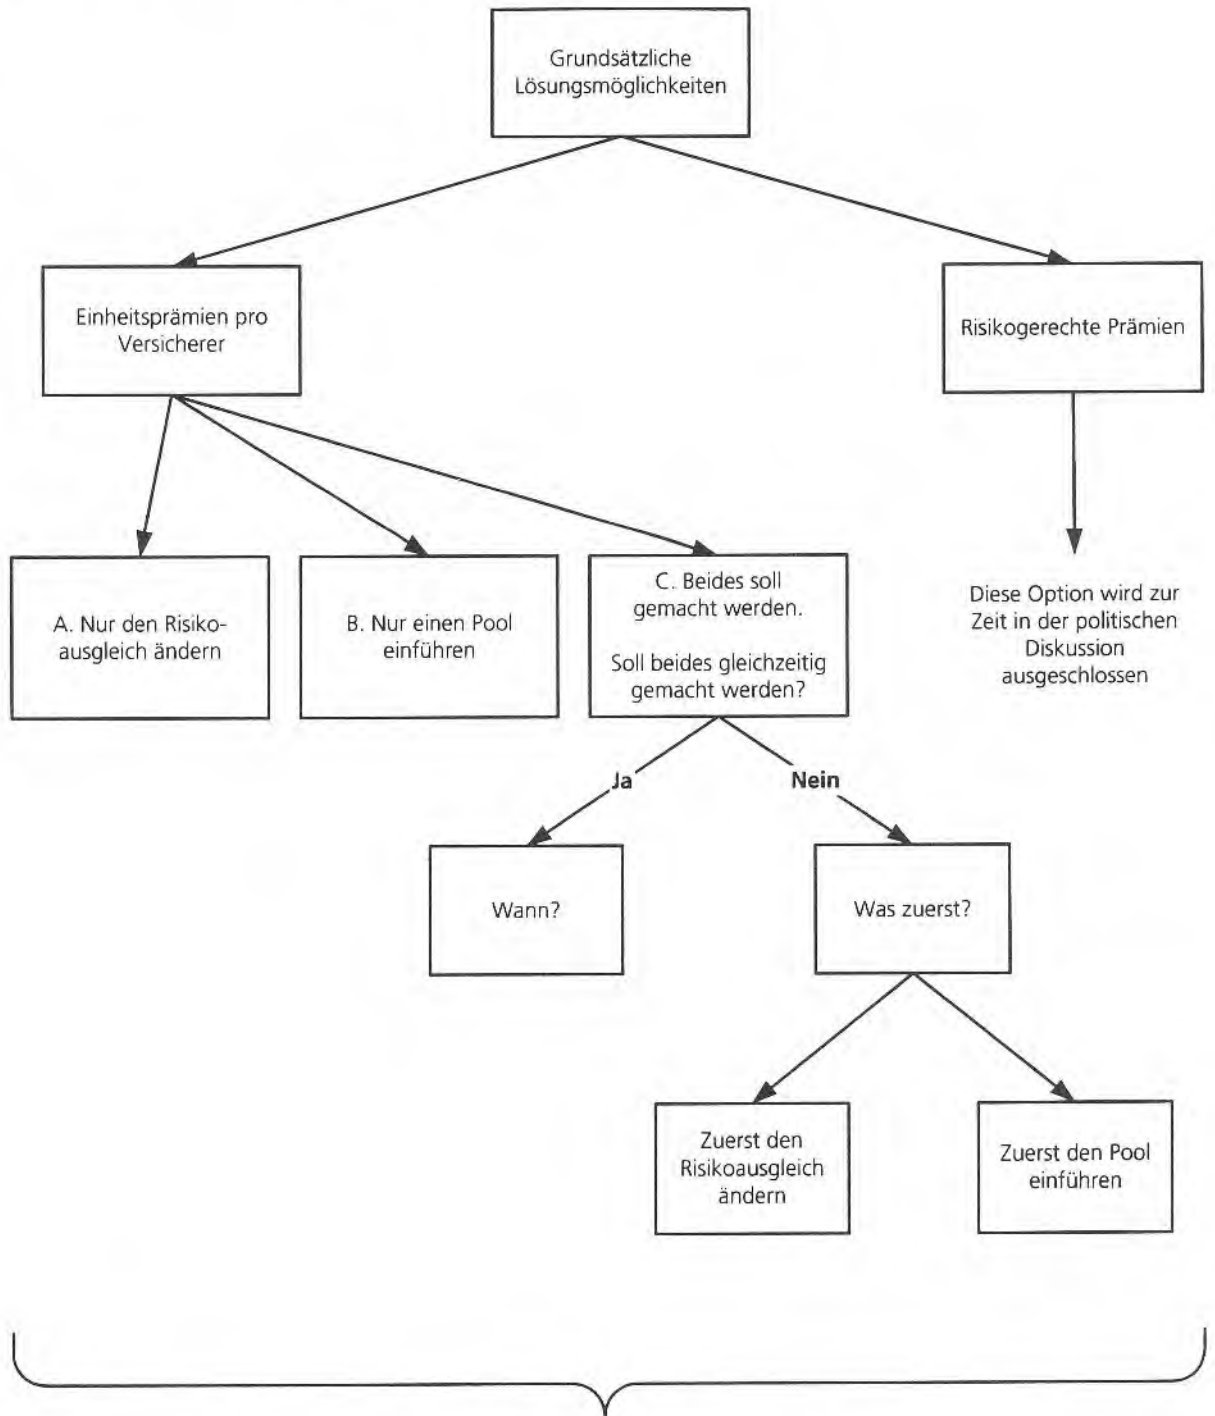 Grundsätzliche
Lösungsmöglichkeiten
Einheitsprämien pro
Versicherer
Risikogerechte Prämien
A. Nur den Risiko-
ausgleich ändern
B. Nur einen Pool
einführen
C. Beides soll
gemacht werden.
Soll beides gleichzeitig
gemacht werden?
Diese Option wird zur
Zeit in der politischen
Diskussion
ausgeschlossen
Ja
Nein
Wann?
Was zuerst?
Zuerst den
Risikoausgleich
ändern
Zuerst den Pool
einführen